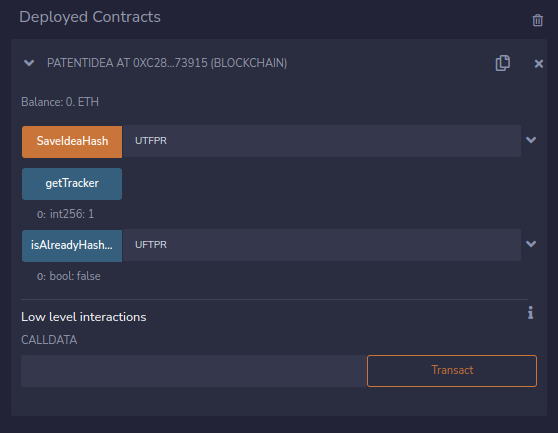 Deployed Contracts
PATENTIDEA AT 0XC28...73915 (BLOCKCHAIN)
Balance: 0. ETH
SaveIdeaHash UTFPR
getTracker
0: int256: 1
isAlreadyHash... UFTPR
0: bool: false
Low level interactions
i
CALLDATA
Transact